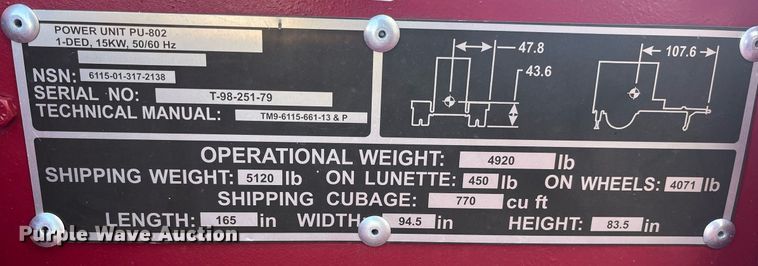 POWER UNIT PU-802
1-DED, 15KW, 50/60 Hz
NSN: 6115-01-317-2138
SERIAL NO: T-98-251-79
TECHNICAL MANUAL: TM9-6115-661-13 & P
47.8
43.6
107.6
OPERATIONAL WEIGHT: 4920 lb
SHIPPING WEIGHT: 5120 lb ON LUNETTE: 450 lb ON WHEELS: 4071 lb
SHIPPING CUBAGE: 770 cu ft
LENGTH: 165 in WIDTH: 94.5 in HEIGHT: 83.5 in
Purple Wave Auction